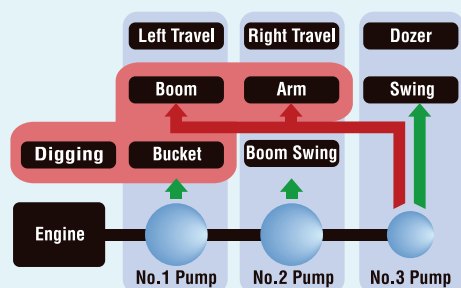 Left Travel
Right Travel
Dozer
Boom
Arm
Swing
Digging
Bucket
Boom Swing
Engine
No.1 Pump
No.2 Pump
No.3 Pump